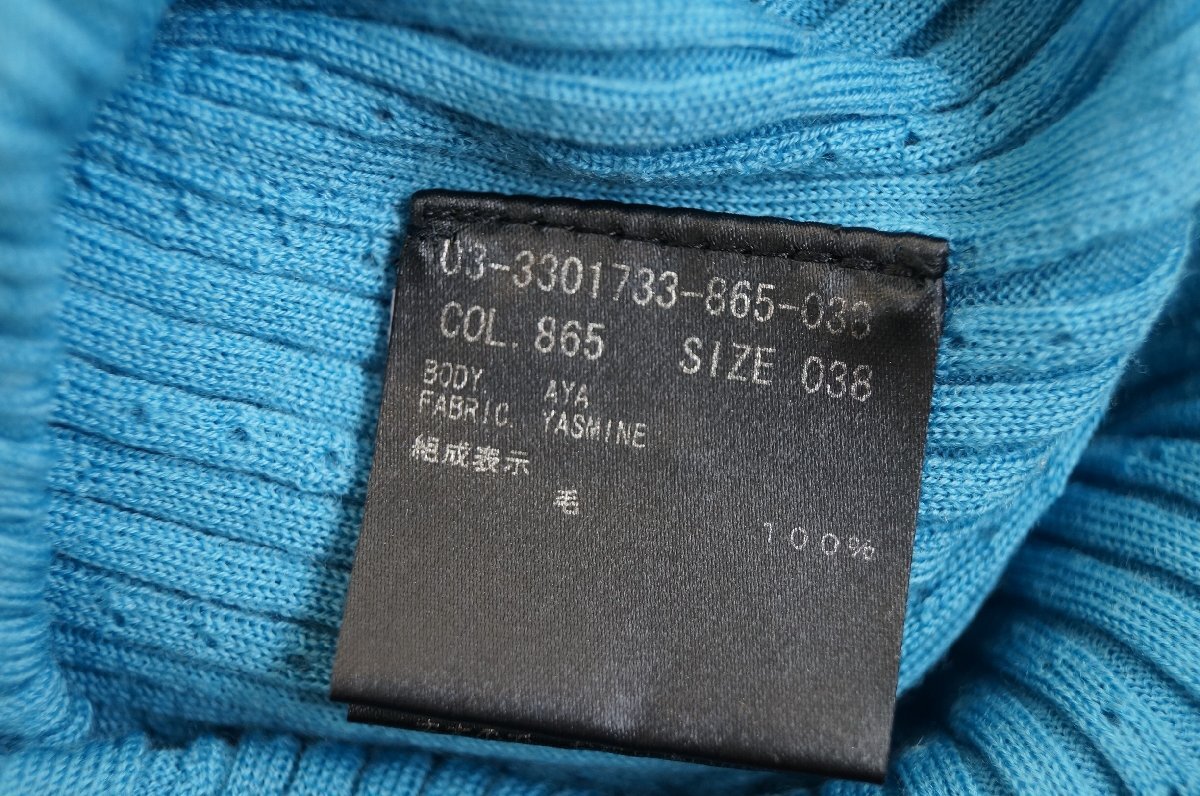 03-3301733-865-038
COL. 865 SIZE 038
BODY AYA
FABRIC. YASMINE
組成表示
毛 100%